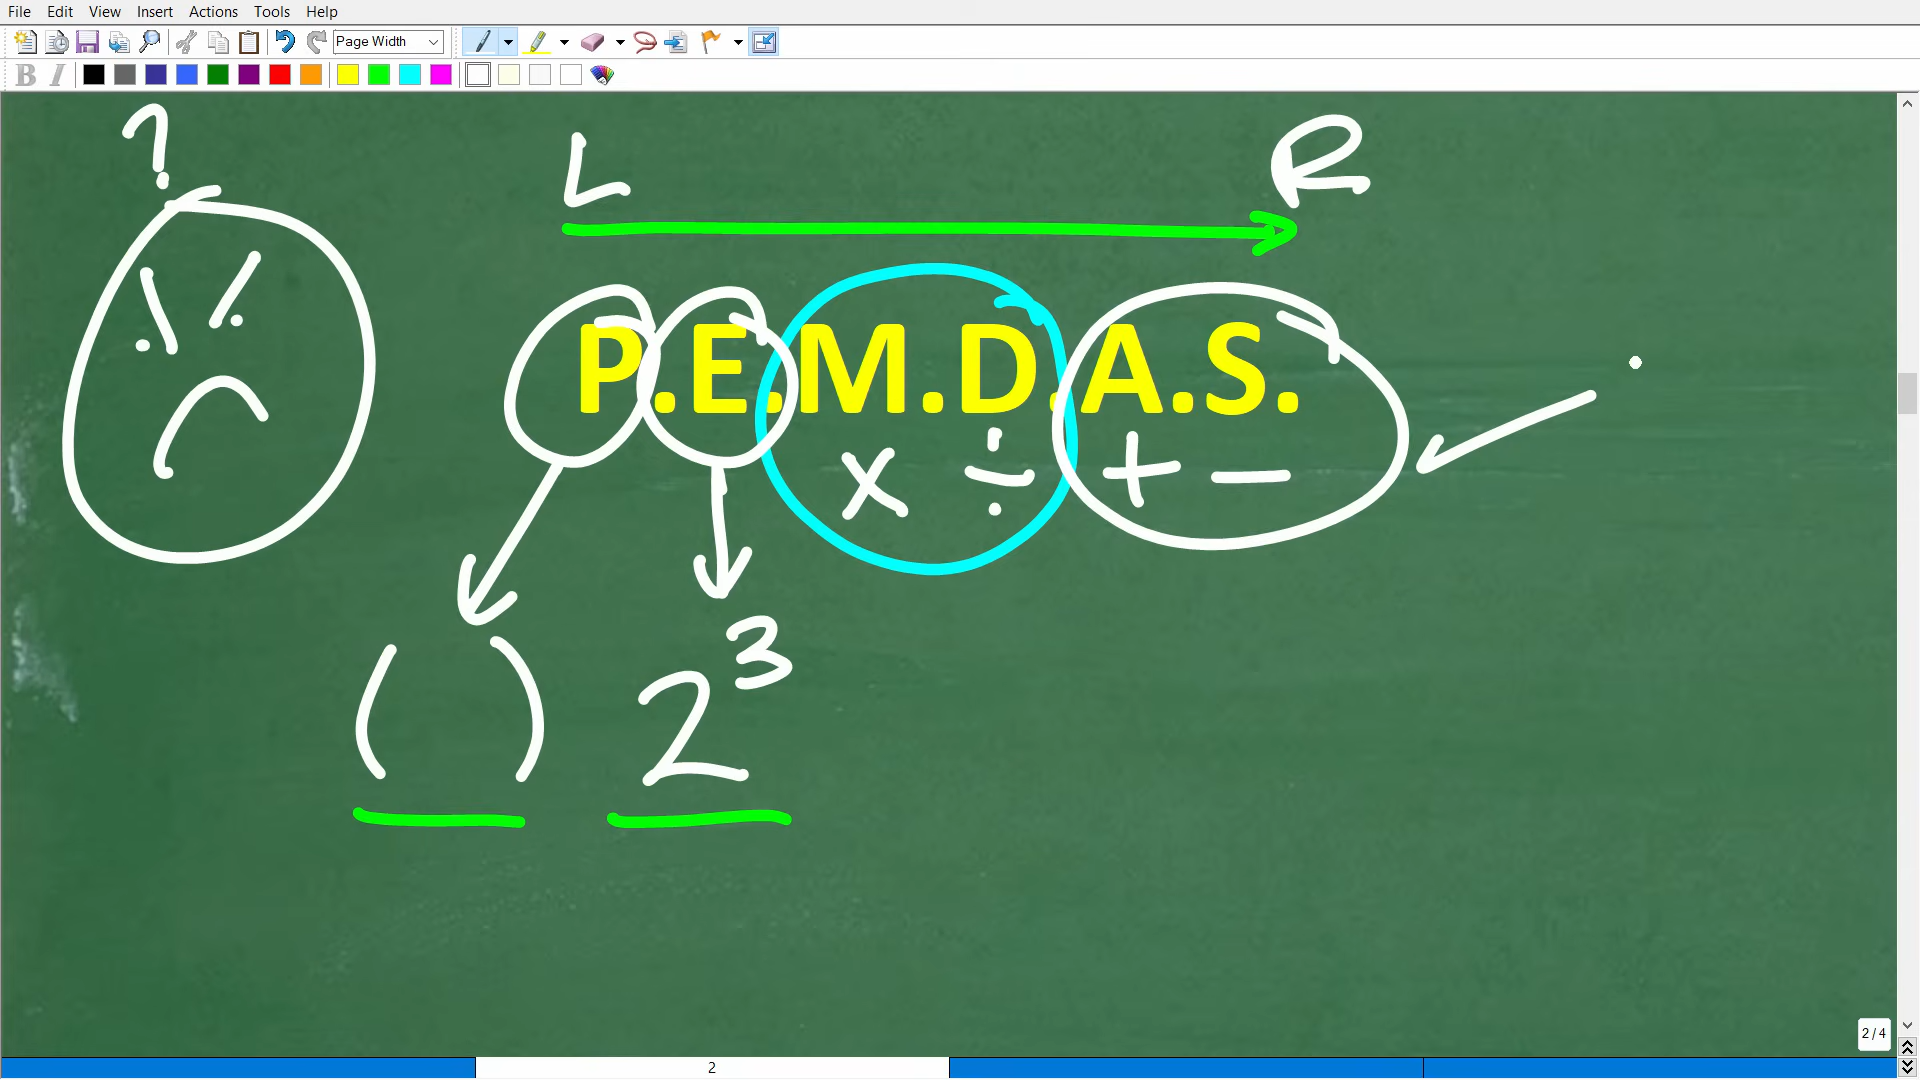 File Edit View Insert Actions Tools Help
Page Width
B I
?
L R
P.E.M.D.A.S.
× ÷ + −
( ) 2³
2 / 4
2